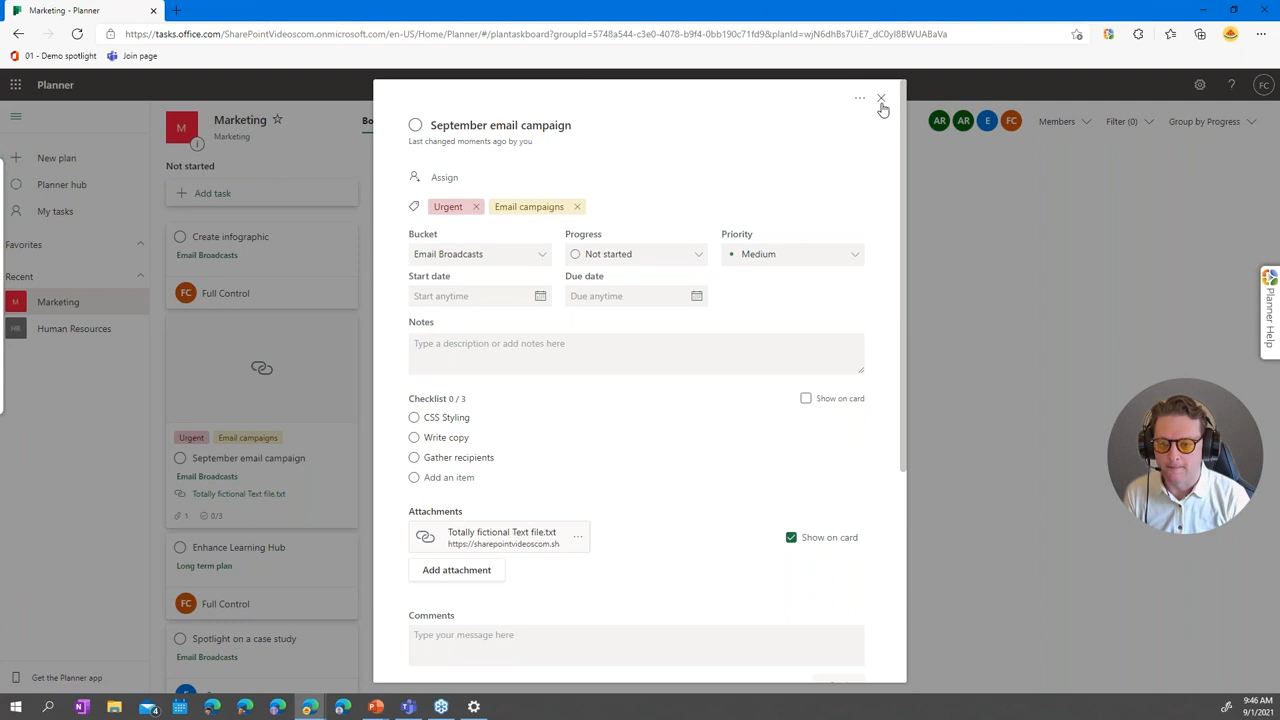 Marketing - Planner
https://tasks.office.com/SharePointVideoscom.onmicrosoft.com/en-US/Home/Planner/#/plantaskboard?groupId=5748a544-c3e0-4078-b9f4-0bb190c71fd9&planId=wjN6dhBs7UiE7_dC0yI8BWUABaVa
01 - Demo spotlight
Join page
Planner
FC
New plan
Planner hub
My tasks
Favorites
Recent
M
Marketing
HR
Human Resources
Get the Planner app
M
Marketing
Marketing
Bo
AR
AR
E
FC
Members
Filter (0)
Group by Progress
Not started
Add task
Create infographic
Email Broadcasts
FC
Full Control
Urgent
Email campaigns
September email campaign
Email Broadcasts
Totally fictional Text file.txt
1
0/3
Enhance Learning Hub
Long term plan
FC
Full Control
Spotlight on a case study
Email Broadcasts
E
September email campaign
Last changed moments ago by you
Assign
Urgent
Email campaigns
Bucket
Progress
Priority
Email Broadcasts
Not started
Medium
Start date
Due date
Start anytime
Due anytime
Notes
Type a description or add notes here
Checklist 0 / 3
Show on card
CSS Styling
Write copy
Gather recipients
Add an item
Attachments
Totally fictional Text file.txt
https://sharepointvideoscom.sh
Show on card
Add attachment
Comments
Type your message here
Planner Help
9:46 AM
9/1/2021